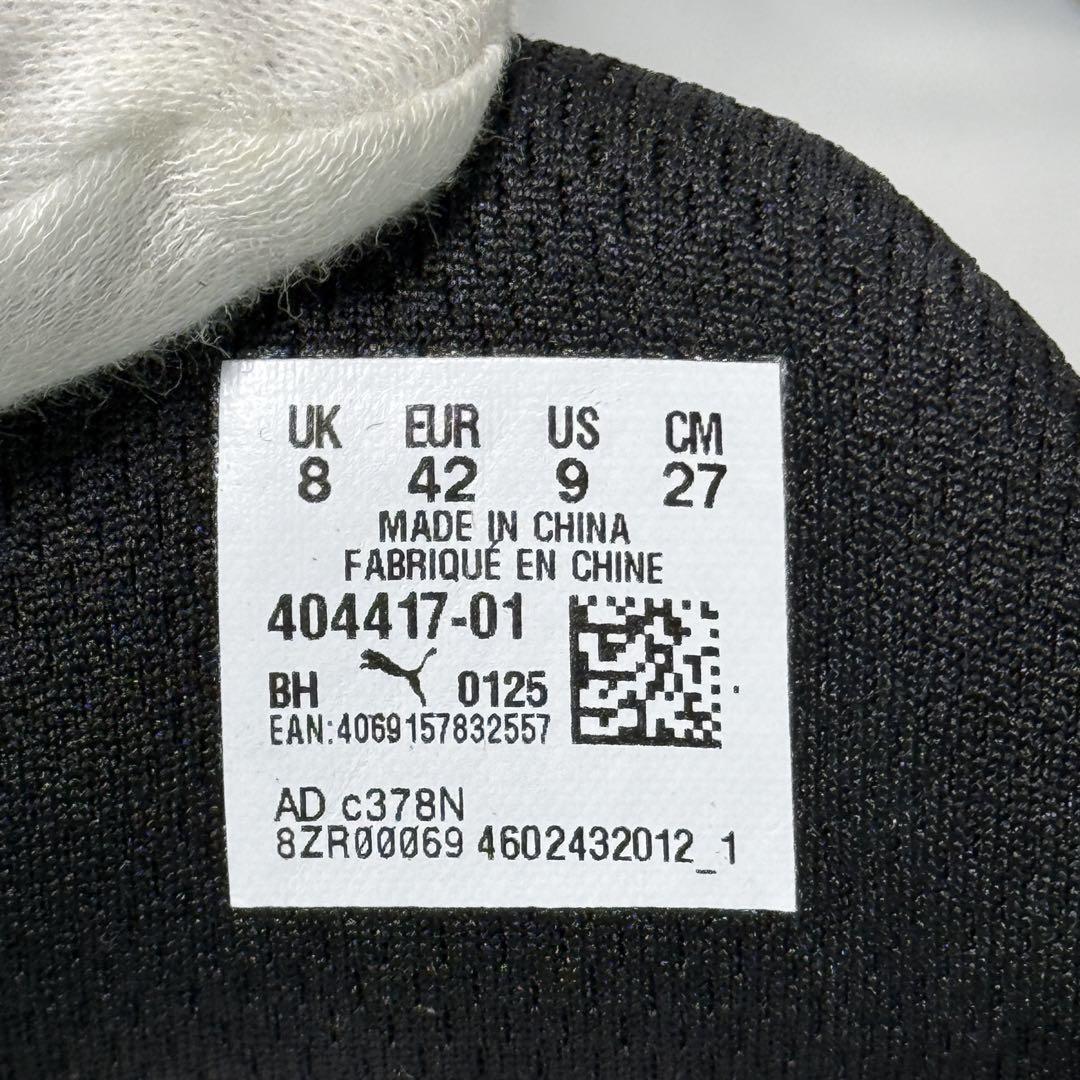 UK EUR US CM
8 42 9 27
MADE IN CHINA
FABRIQUÉ EN CHINE
404417-01
BH 0125
EAN:4069157832557
AD c378N
8ZR00069 4602432012_1